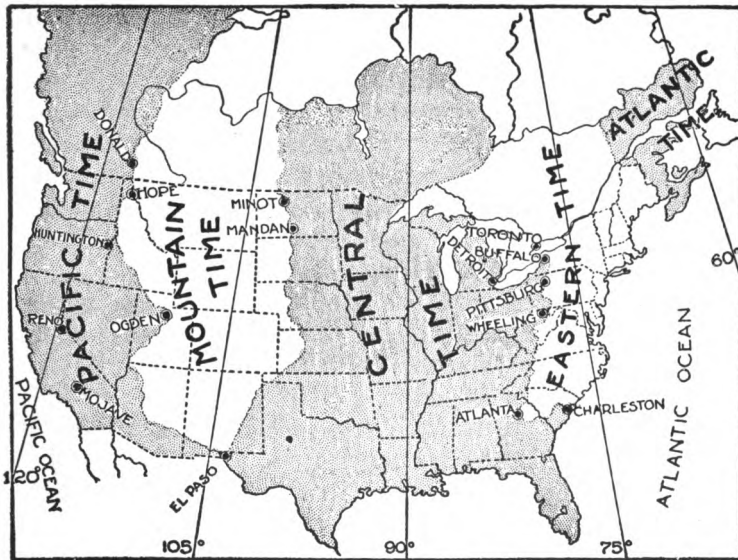 ATLANTIC
TIME
DONALD
HOPE
PACIFIC TIME
MINOT
MANDAN
HUNTINGTON
MOUNTAIN
TIME
CENTRAL
TIME
TORONTO
BUFFALO
DETROIT
PITTSBURG
WHEELING
EASTERN TIME
60°
RENO
OGDEN
MOJAVE
ATLANTA
CHARLESTON
PACIFIC OCEAN
ATLANTIC OCEAN
EL PASO
120°
105°
90°
75°